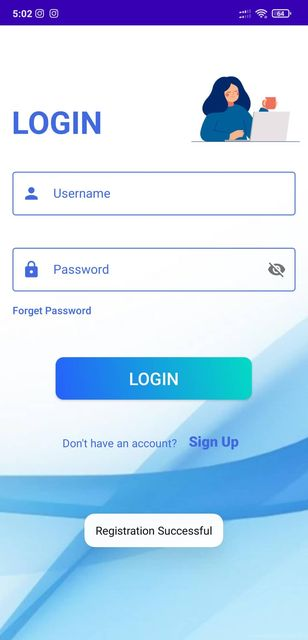 5:02
64
LOGIN
Username
Password
Forget Password
LOGIN
Don't have an account? Sign Up
Registration Successful